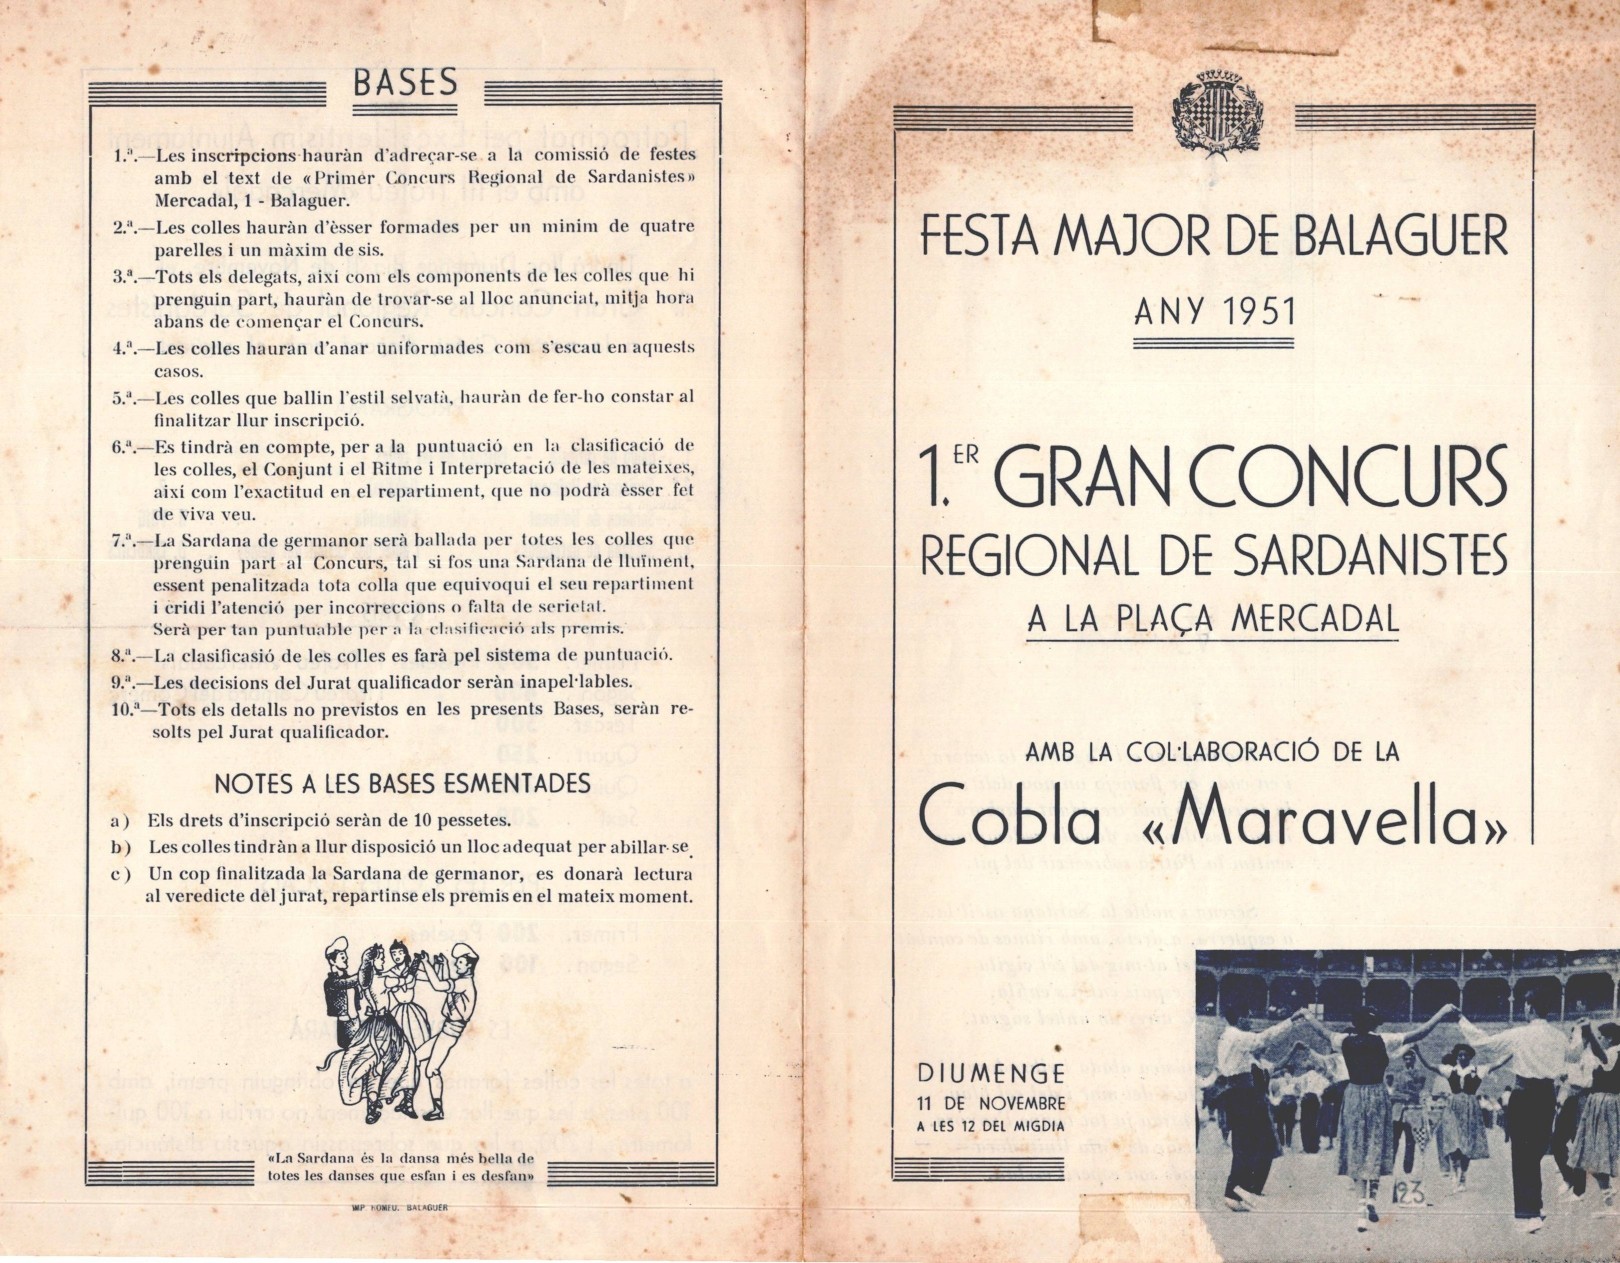 BASES
1.ª.—Les inscripcions hauràn d'adreçar-se a la comissió de festes
amb el text de «Primer Concurs Regional de Sardanistes»
Mercadal, 1 - Balaguer.
2.ª.—Les colles hauràn d'èsser formades per un minim de quatre
parelles i un màxim de sis.
3.ª.—Tots els delegats, així com els components de les colles que hi
prenguin part, hauràn de trovar-se al lloc anunciat, mitja hora
abans de començar el Concurs.
4.ª.—Les colles hauran d'anar uniformades com s'escau en aquests
casos.
5.ª.—Les colles que ballin l'estil selvatà, hauràn de fer-ho constar al
finalitzar llur inscripció.
6.ª.—Es tindrà en compte, per a la puntuació en la clasificació de
les colles, el Conjunt i el Ritme i Interpretació de les mateixes,
així com l'exactitud en el repartiment, que no podrà èsser fet
de viva veu.
7.ª.—La Sardana de germanor serà ballada per totes les colles que
prenguin part al Concurs, tal si fos una Sardana de lluïment,
essent penalitzada tota colla que equivoqui el seu repartiment
i cridi l'atenció per incorreccions o falta de serietat.
Serà per tan puntuable per a la clasificació als premis.
8.ª.—La clasificasió de les colles es farà pel sistema de puntuació.
9.ª.—Les decisions del Jurat qualificador seràn inapel·lables.
10.ª—Tots els detalls no previstos en les presents Bases, seràn re-
solts pel Jurat qualificador.
NOTES A LES BASES ESMENTADES
a) Els drets d'inscripció seràn de 10 pessetes.
b) Les colles tindràn a llur disposició un lloc adequat per abillar-se.
c) Un cop finalitzada la Sardana de germanor, es donarà lectura
al veredicte del jurat, repartinse els premis en el mateix moment.
«La Sardana és la dansa més bella de
totes les danses que esfan i es desfan»
IMP. ROMEU. BALAGUER
FESTA MAJOR DE BALAGUER
ANY 1951
1.ER GRAN CONCURS
REGIONAL DE SARDANISTES
A LA PLAÇA MERCADAL
AMB LA COL·LABORACIÓ DE LA
Cobla «Maravella»
DIUMENGE
11 DE NOVEMBRE
A LES 12 DEL MIGDIA
123